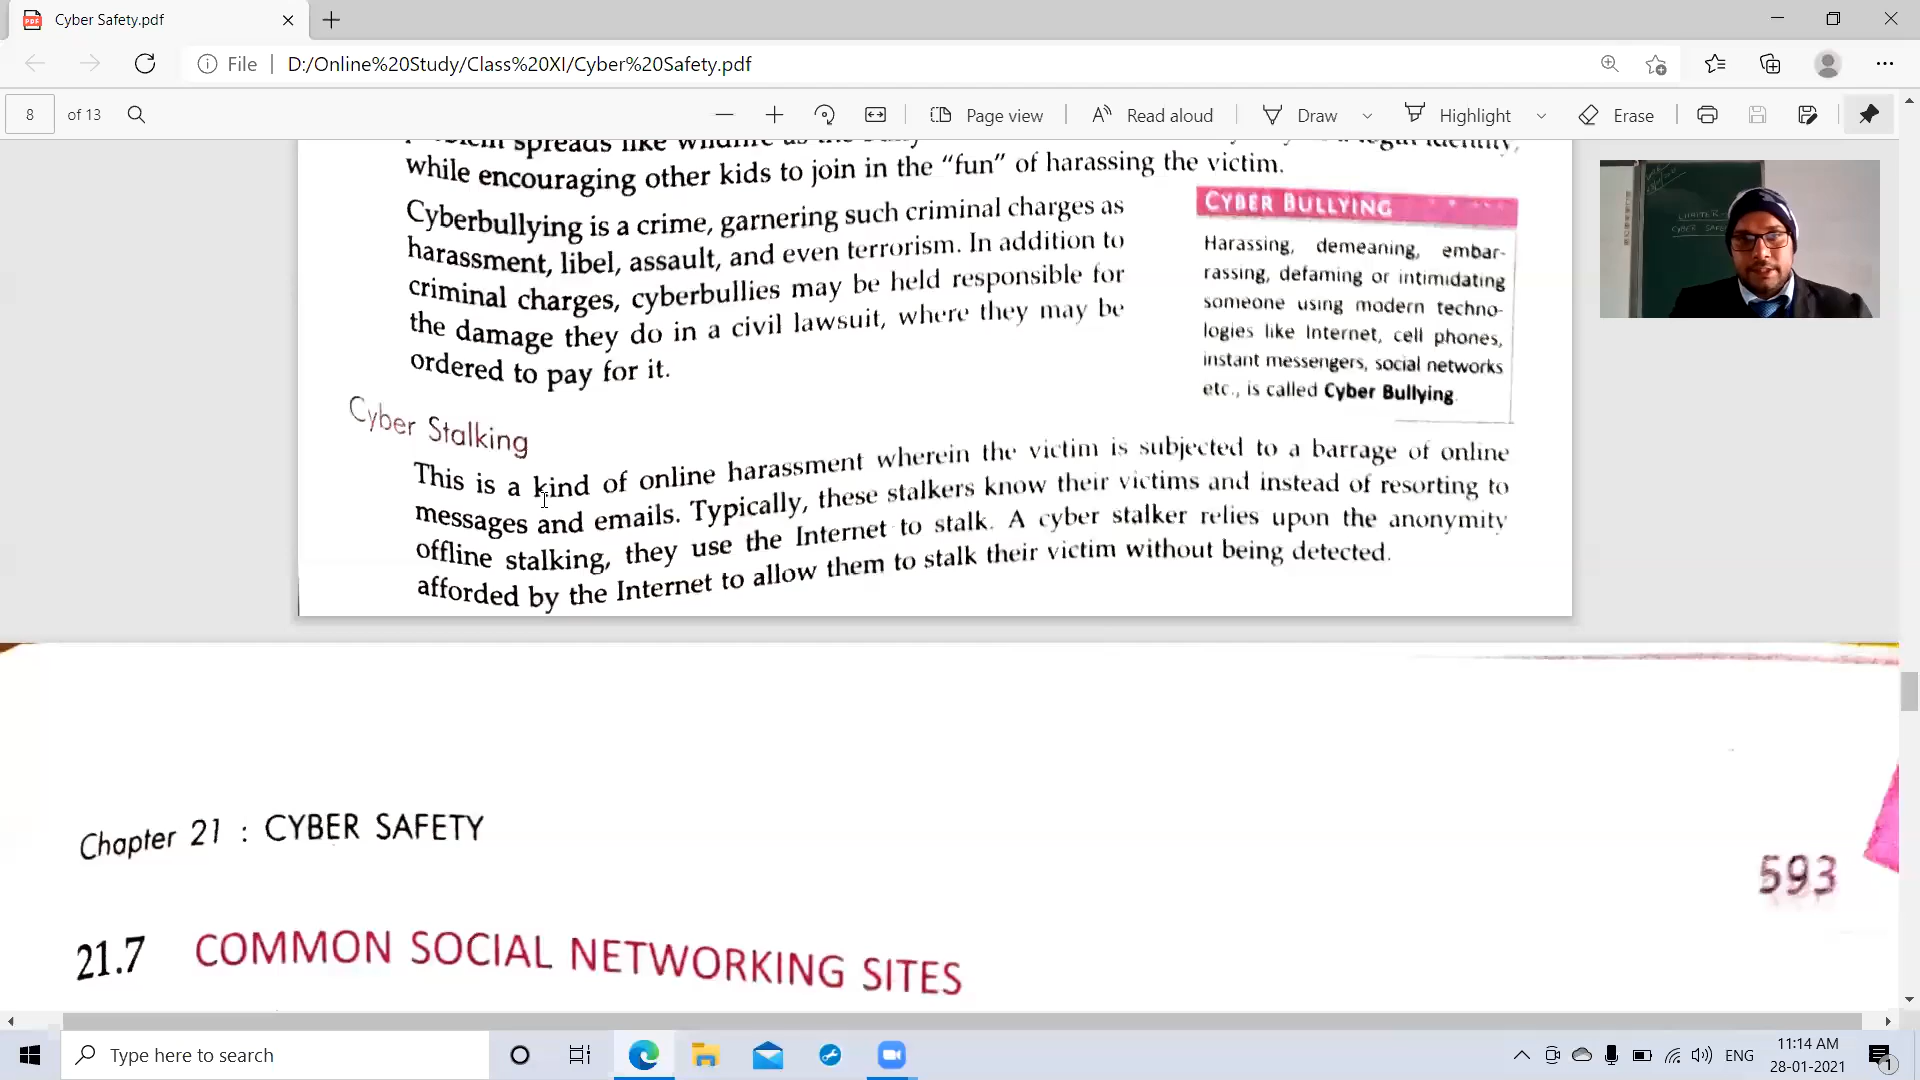 Cyber Safety.pdf
File
D:/Online%20Study/Class%20XI/Cyber%20Safety.pdf
8 of 13
Page view
Read aloud
Draw
Highlight
Erase
spreads like wildfire as the
while encouraging other kids to join in the “fun” of harassing the victim.
Cyberbullying is a crime, garnering such criminal charges as
harassment, libel, assault, and even terrorism. In addition to
criminal charges, cyberbullies may be held responsible for
the damage they do in a civil lawsuit, where they may be
ordered to pay for it.
CYBER BULLYING
Harassing, demeaning, embar-
rassing, defaming or intimidating
someone using modern techno-
logies like Internet, cell phones,
instant messengers, social networks
etc., is called Cyber Bullying.
Cyber Stalking
This is a kind of online harassment wherein the victim is subjected to a barrage of online
messages and emails. Typically, these stalkers know their victims and instead of resorting to
offline stalking, they use the Internet to stalk. A cyber stalker relies upon the anonymity
afforded by the Internet to allow them to stalk their victim without being detected.
Chapter 21 : CYBER SAFETY
593
21.7 COMMON SOCIAL NETWORKING SITES
Type here to search
ENG
11:14 AM
28-01-2021
1